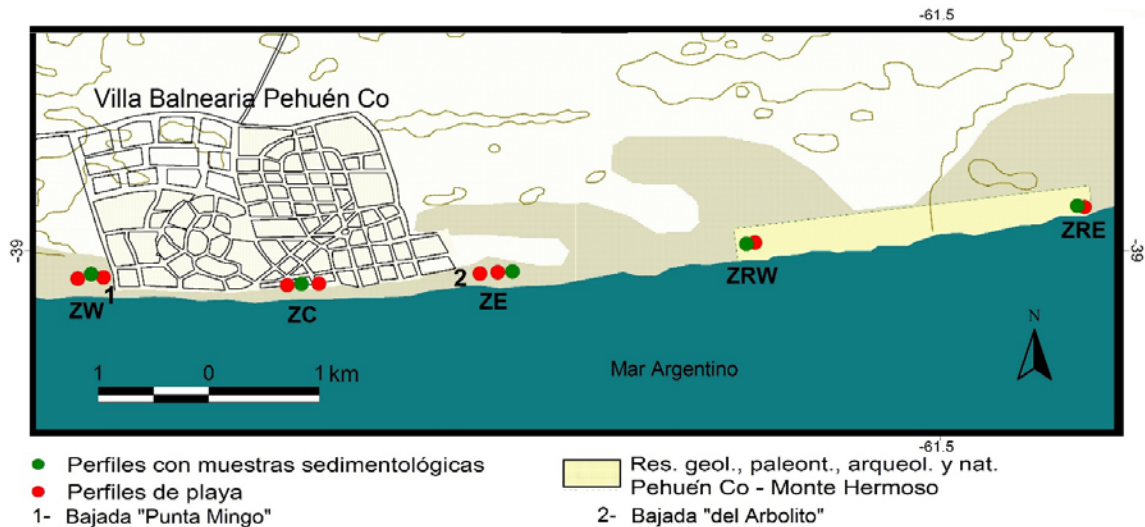 -61.5
Villa Balnearia Pehuén Co
-39
-39
ZRE
ZRW
2
1
ZE
ZW
ZC
1 0 1 km
Mar Argentino
N
-61.5
Perfiles con muestras sedimentológicas
Perfiles de playa
1- Bajada "Punta Mingo"
Res. geol., paleont., arqueol. y nat.
Pehuén Co - Monte Hermoso
2- Bajada "del Arbolito"